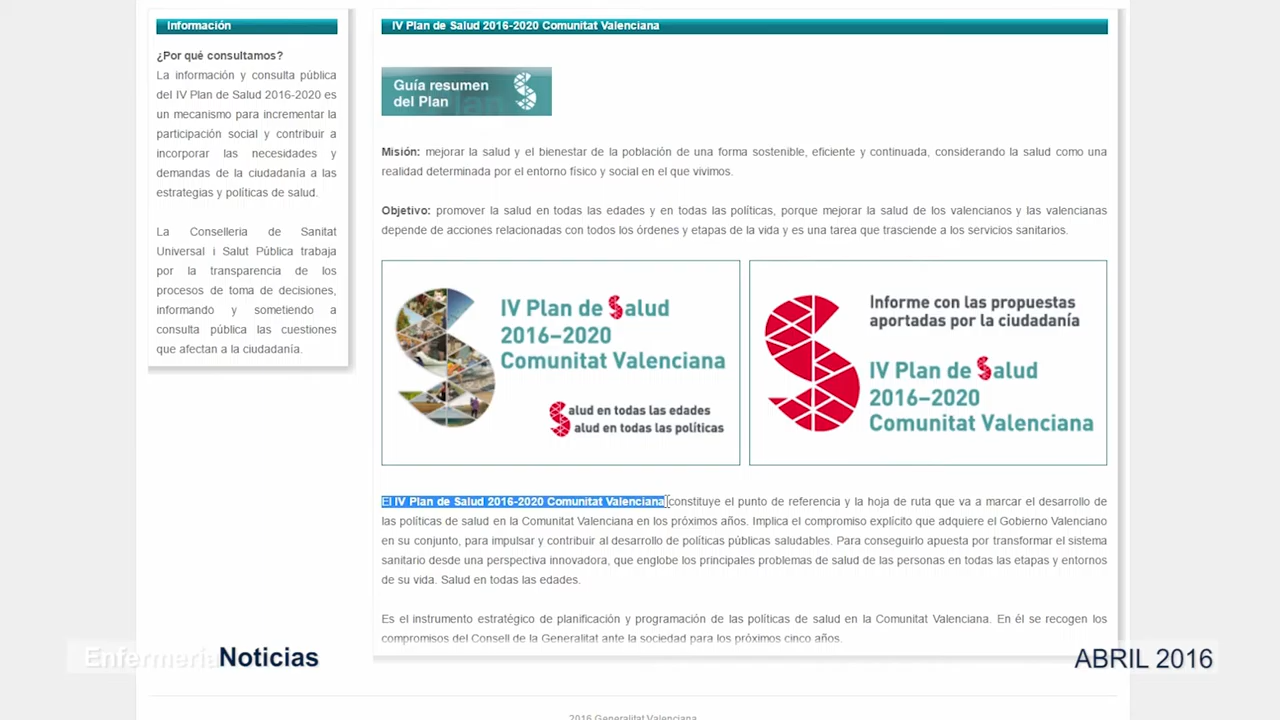 Información
¿Por qué consultamos?
La información y consulta pública
del IV Plan de Salud 2016-2020 es
un mecanismo para incrementar la
participación social y contribuir a
incorporar las necesidades y
demandas de la ciudadanía a las
estrategias y políticas de salud.
La Conselleria de Sanitat
Universal i Salut Pública trabaja
por la transparencia de los
procesos de toma de decisiones,
informando y sometiendo a
consulta pública las cuestiones
que afectan a la ciudadanía.
IV Plan de Salud 2016-2020 Comunitat Valenciana
Guía resumen
del Plan
Misión: mejorar la salud y el bienestar de la población de una forma sostenible, eficiente y continuada, considerando la salud como una
realidad determinada por el entorno físico y social en el que vivimos.
Objetivo: promover la salud en todas las edades y en todas las políticas, porque mejorar la salud de los valencianos y las valencianas
depende de acciones relacionadas con todos los órdenes y etapas de la vida y es una tarea que trasciende a los servicios sanitarios.
IV Plan de Salud
2016–2020
Comunitat Valenciana
Salud en todas las edades
Salud en todas las políticas
Informe con las propuestas
aportadas por la ciudadanía
IV Plan de Salud
2016–2020
Comunitat Valenciana
El IV Plan de Salud 2016-2020 Comunitat Valenciana constituye el punto de referencia y la hoja de ruta que va a marcar el desarrollo de
las políticas de salud en la Comunitat Valenciana en los próximos años. Implica el compromiso explícito que adquiere el Gobierno Valenciano
en su conjunto, para impulsar y contribuir al desarrollo de políticas públicas saludables. Para conseguirlo apuesta por transformar el sistema
sanitario desde una perspectiva innovadora, que englobe los principales problemas de salud de las personas en todas las etapas y entornos
de su vida. Salud en todas las edades.
Es el instrumento estratégico de planificación y programación de las políticas de salud en la Comunitat Valenciana. En él se recogen los
compromisos del Consell de la Generalitat ante la sociedad para los próximos cinco años.
Enfermeria Noticias
ABRIL 2016
2016 Generalitat Valenciana